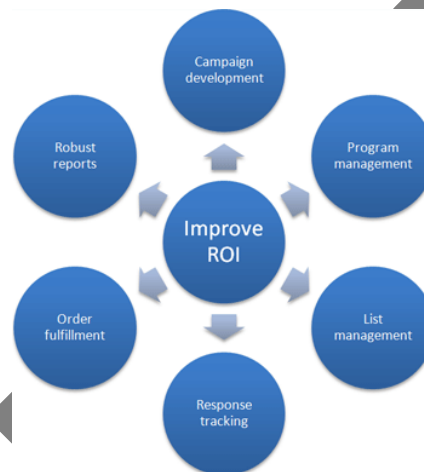 Campaign
development
Robust
reports
Program
management
Improve
ROI
Order
fulfillment
List
management
Response
tracking